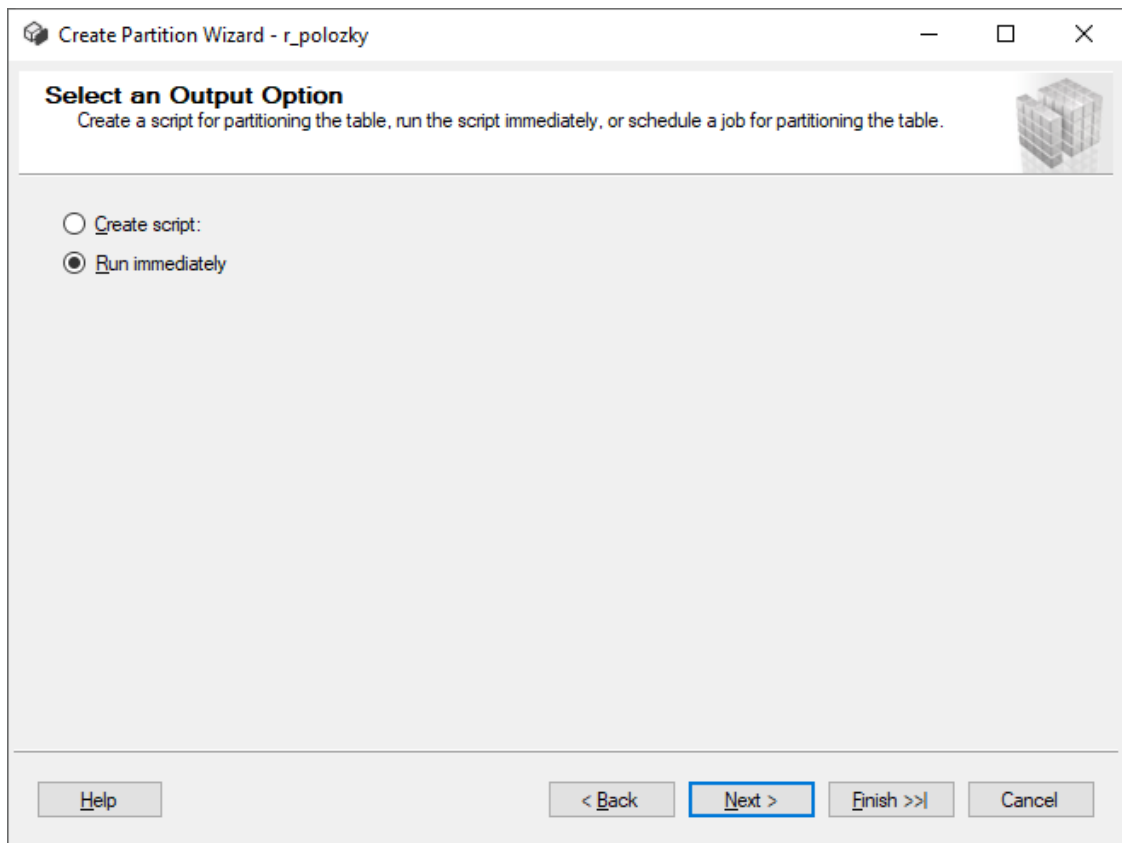 Create Partition Wizard - r_polozky
Select an Output Option
Create a script for partitioning the table, run the script immediately, or schedule a job for partitioning the table.
Create script:
Run immediately
Help
< Back
Next >
Finish >>|
Cancel